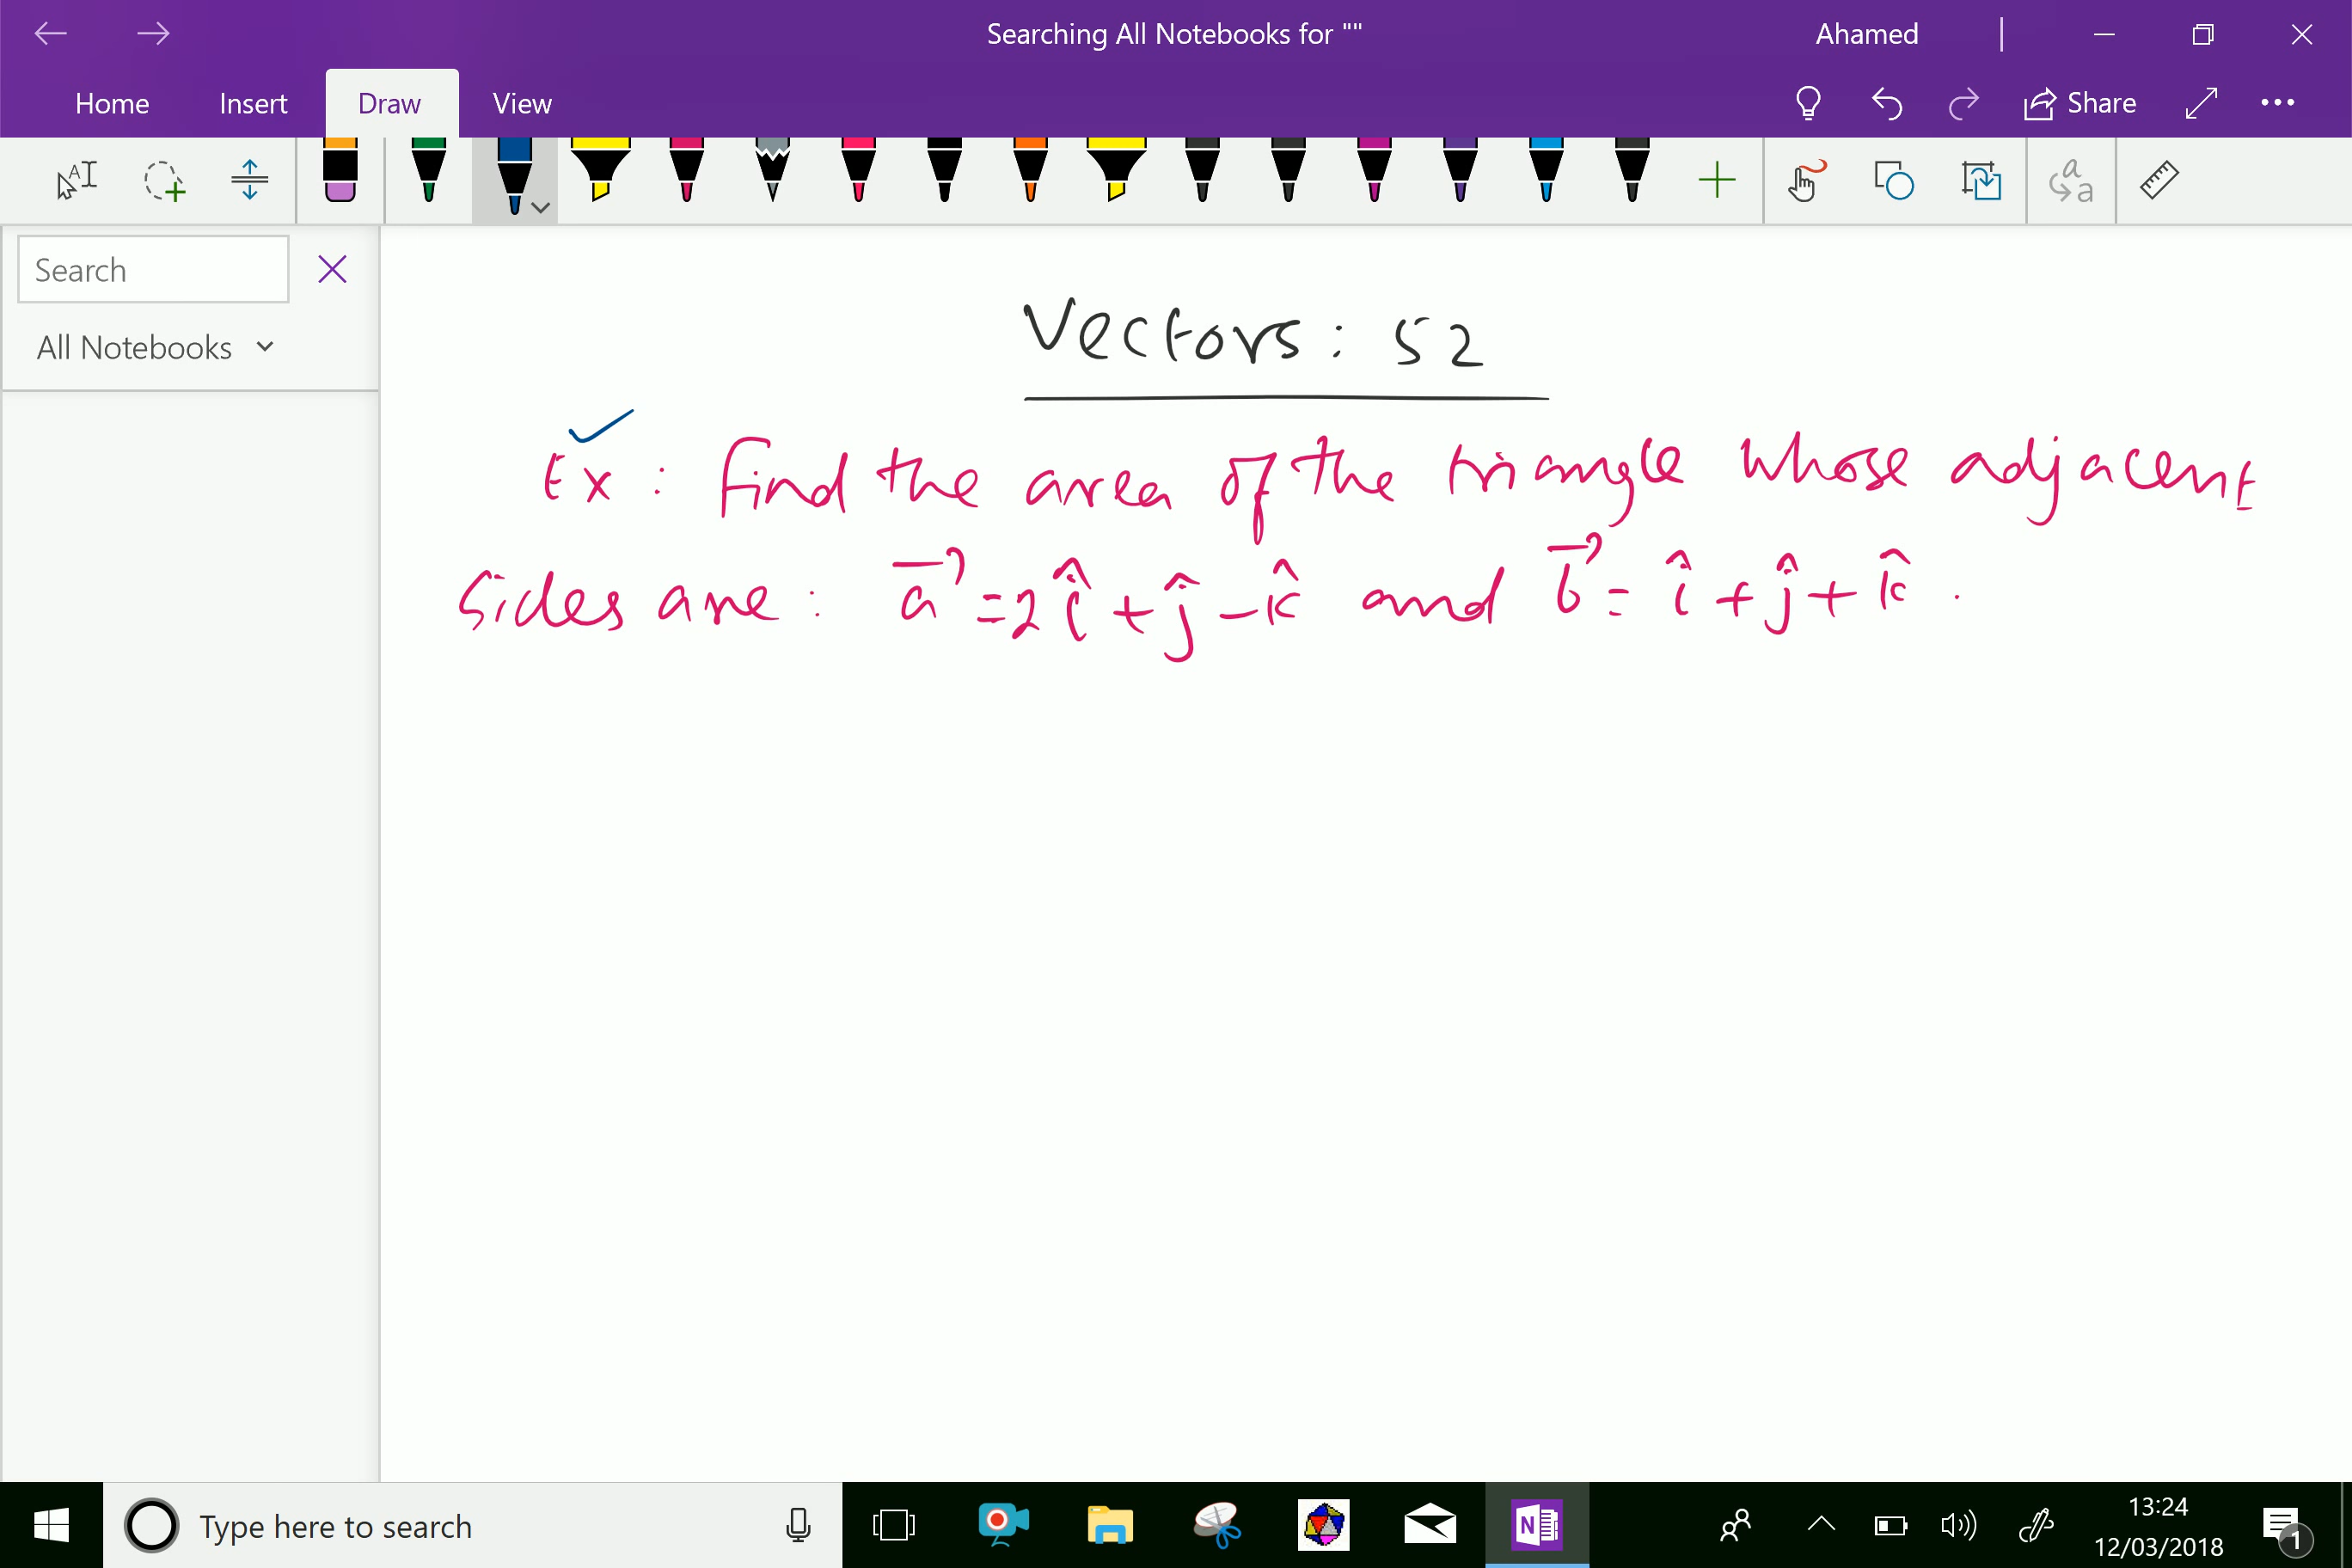 Searching All Notebooks for ""
Ahamed
Home Insert Draw View
Share
Search
All Notebooks
Vectors : 52
Ex : Find the area of the triangle whose adjacent
sides are : a⃗ = 2î + ĵ − k̂ and b⃗ = î + ĵ + k̂ .
Type here to search
13:24
12/03/2018
1